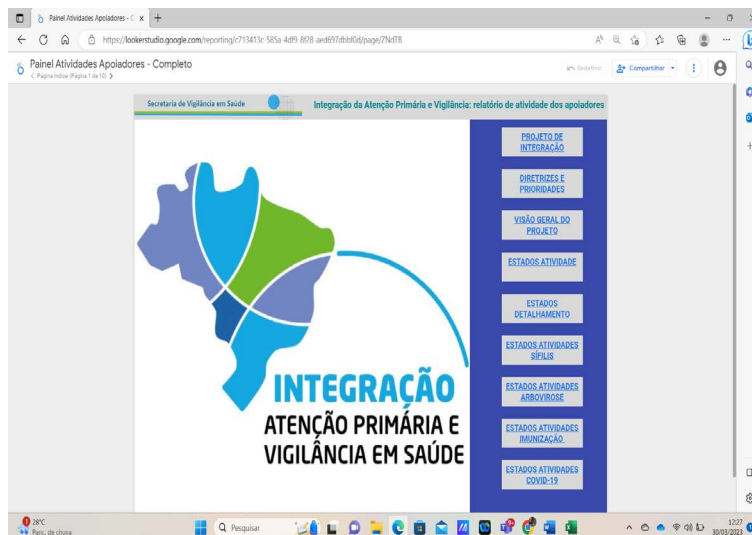 Painel Atividades Apoiadores - C
https://lookerstudio.google.com/reporting/c713413c-585a-4df9-8f28-aed697dbbf0d/page/ZNdTB
Painel Atividades Apoiadores - Completo
Página Índice (Página 1 de 10)
Redefinir
Compartilhar
Secretaria de Vigilância em Saúde
Integração da Atenção Primária e Vigilância: relatório de atividade dos apoiadores
PROJETO DE
INTEGRAÇÃO
DIRETRIZES E
PRIORIDADES
VISÃO GERAL DO
PROJETO
ESTADOS ATIVIDADE
ESTADOS
DETALHAMENTO
ESTADOS ATIVIDADES
SÍFILIS
ESTADOS ATIVIDADES
ARBOVIROSE
ESTADOS ATIVIDADES
IMUNIZAÇÃO
ESTADOS ATIVIDADES
COVID-19
INTEGRAÇÃO
ATENÇÃO PRIMÁRIA E
VIGILÂNCIA EM SAÚDE
28°C
Panc. de chuva
Pesquisar
12:27
30/03/2023